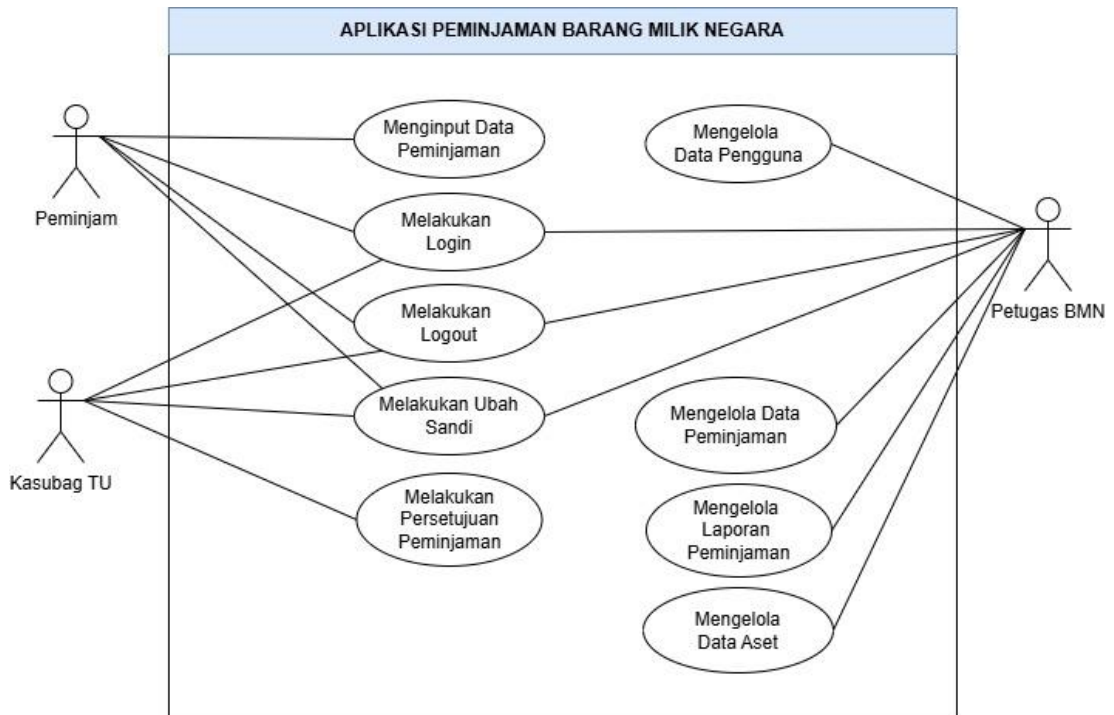 APLIKASI PEMINJAMAN BARANG MILIK NEGARA
Peminjam
Kasubag TU
Menginput Data
Peminjaman
Melakukan
Login
Melakukan
Logout
Melakukan Ubah
Sandi
Melakukan
Persetujuan
Peminjaman
Mengelola
Data Pengguna
Mengelola Data
Peminjaman
Mengelola
Laporan
Peminjaman
Mengelola
Data Aset
Petugas BMN